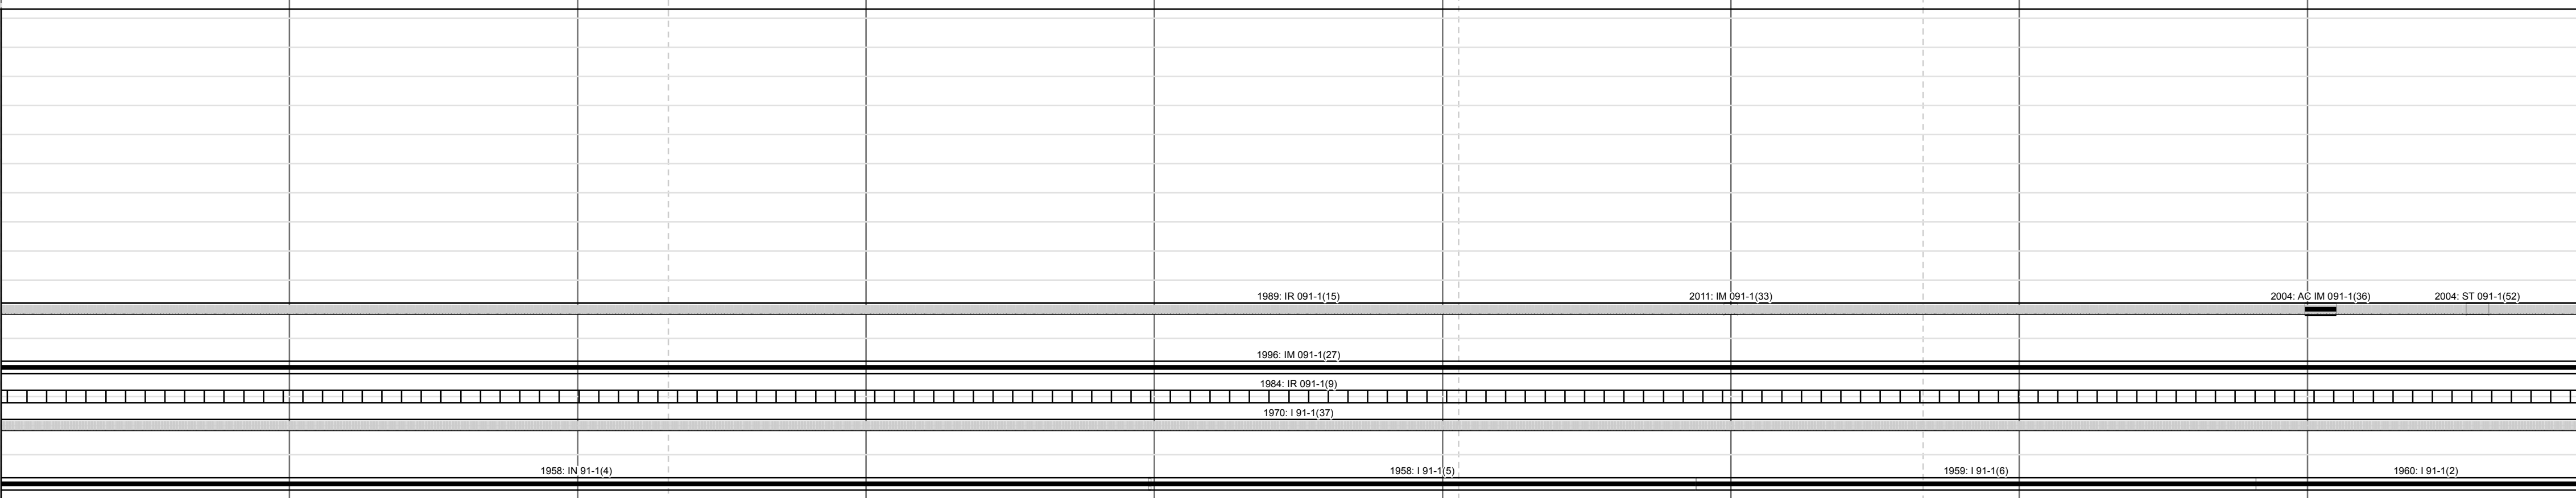 1989: IR 091-1(15) 2011: IM 091-1(33) 2004: AC IM 091-1(36) 2004: ST 091-1(52)
1996: IM 091-1(27)
1984: IR 091-1(9)
1970: I 91-1(37)
1958: IN 91-1(4) 1958: I 91-1(5) 1959: I 91-1(6) 1960: I 91-1(2)